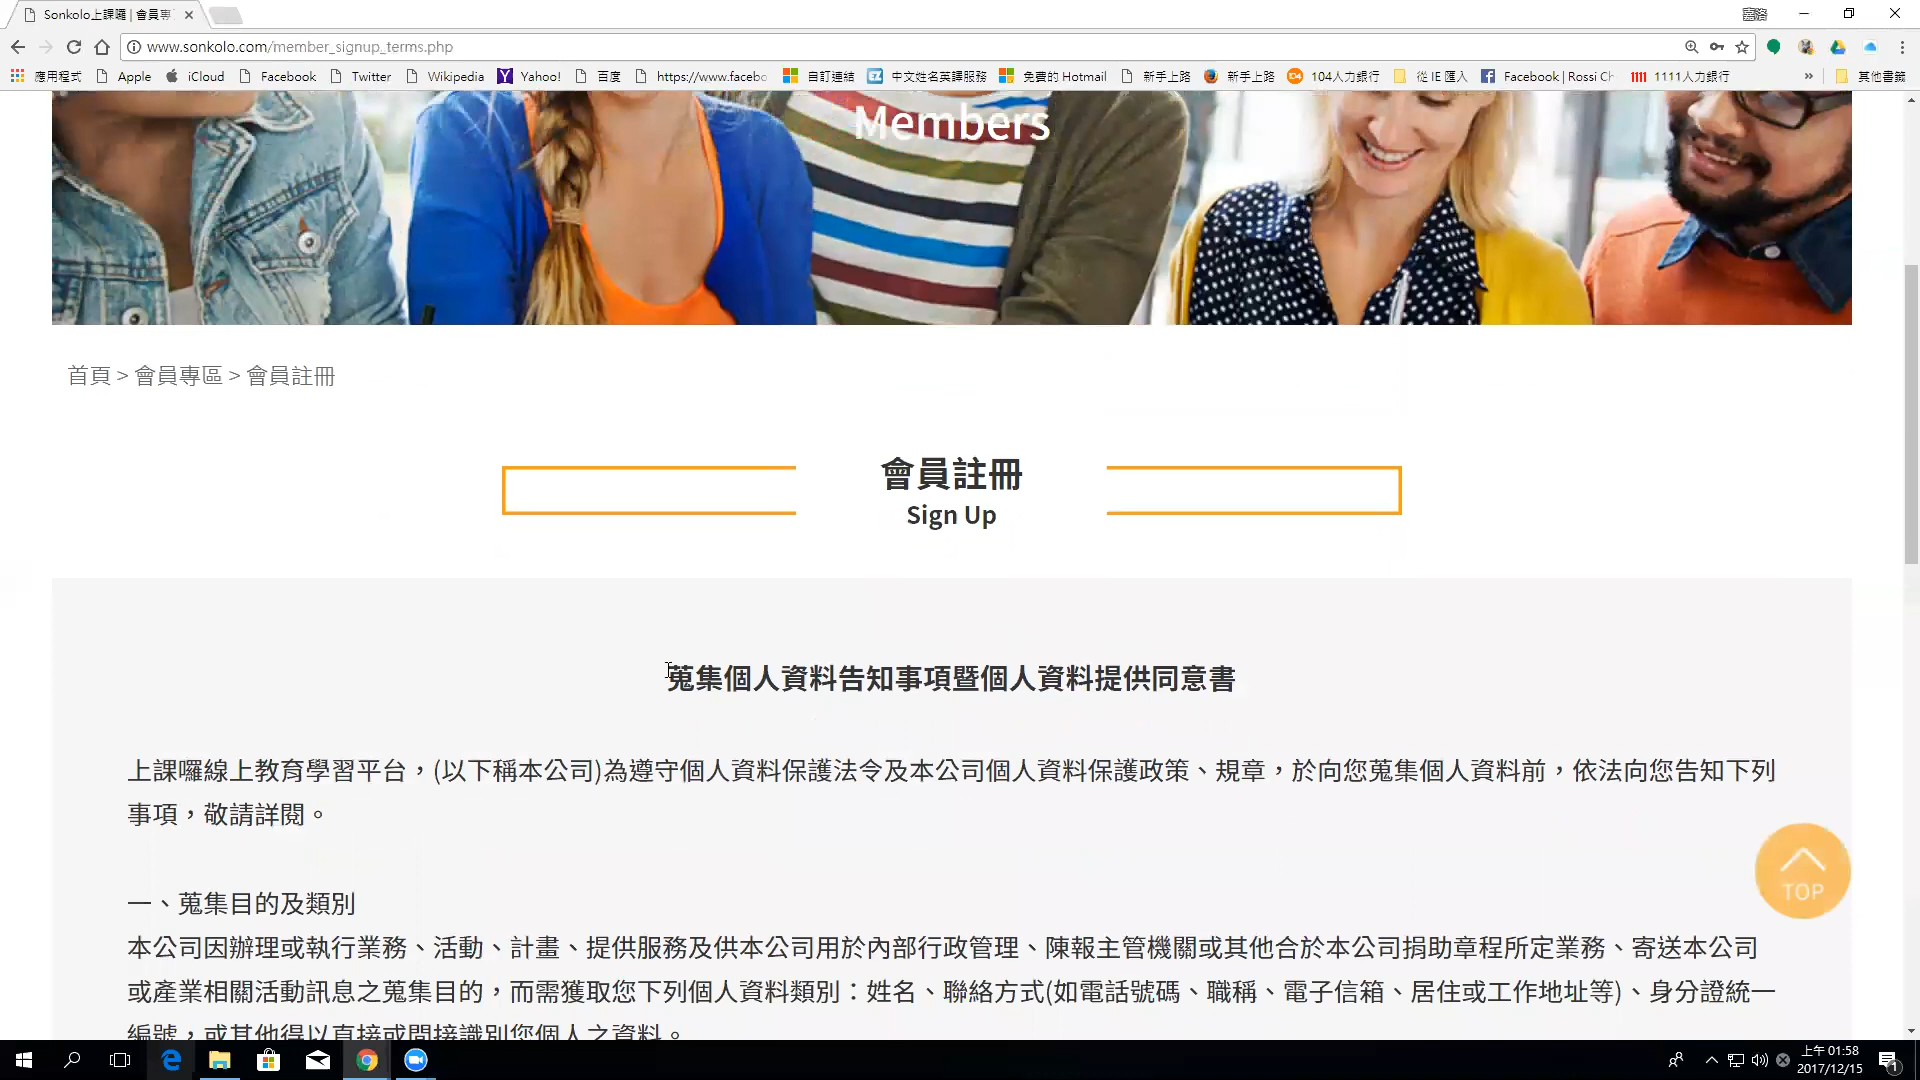 Sonkolo上課囉 | 會員專
嘉洛
www.sonkolo.com/member_signup_terms.php
應用程式 Apple iCloud Facebook Twitter Wikipedia Yahoo! 百度 https://www.facebo 自訂連結 中文姓名英譯服務 免費的 Hotmail 新手上路 新手上路 104人力銀行 從 IE 匯入 Facebook | Rossi Ch 1111人力銀行 » 其他書籤
Members
首頁 > 會員專區 > 會員註冊
會員註冊
Sign Up
蒐集個人資料告知事項暨個人資料提供同意書
上課囉線上教育學習平台，(以下稱本公司)為遵守個人資料保護法令及本公司個人資料保護政策、規章，於向您蒐集個人資料前，依法向您告知下列
事項，敬請詳閱。
一、蒐集目的及類別
本公司因辦理或執行業務、活動、計畫、提供服務及供本公司用於內部行政管理、陳報主管機關或其他合於本公司捐助章程所定業務、寄送本公司
或產業相關活動訊息之蒐集目的，而需獲取您下列個人資料類別：姓名、聯絡方式(如電話號碼、職稱、電子信箱、居住或工作地址等)、身分證統一
編號，或其他得以直接或間接識別您個人之資料。
TOP
上午 01:58
2017/12/15
1